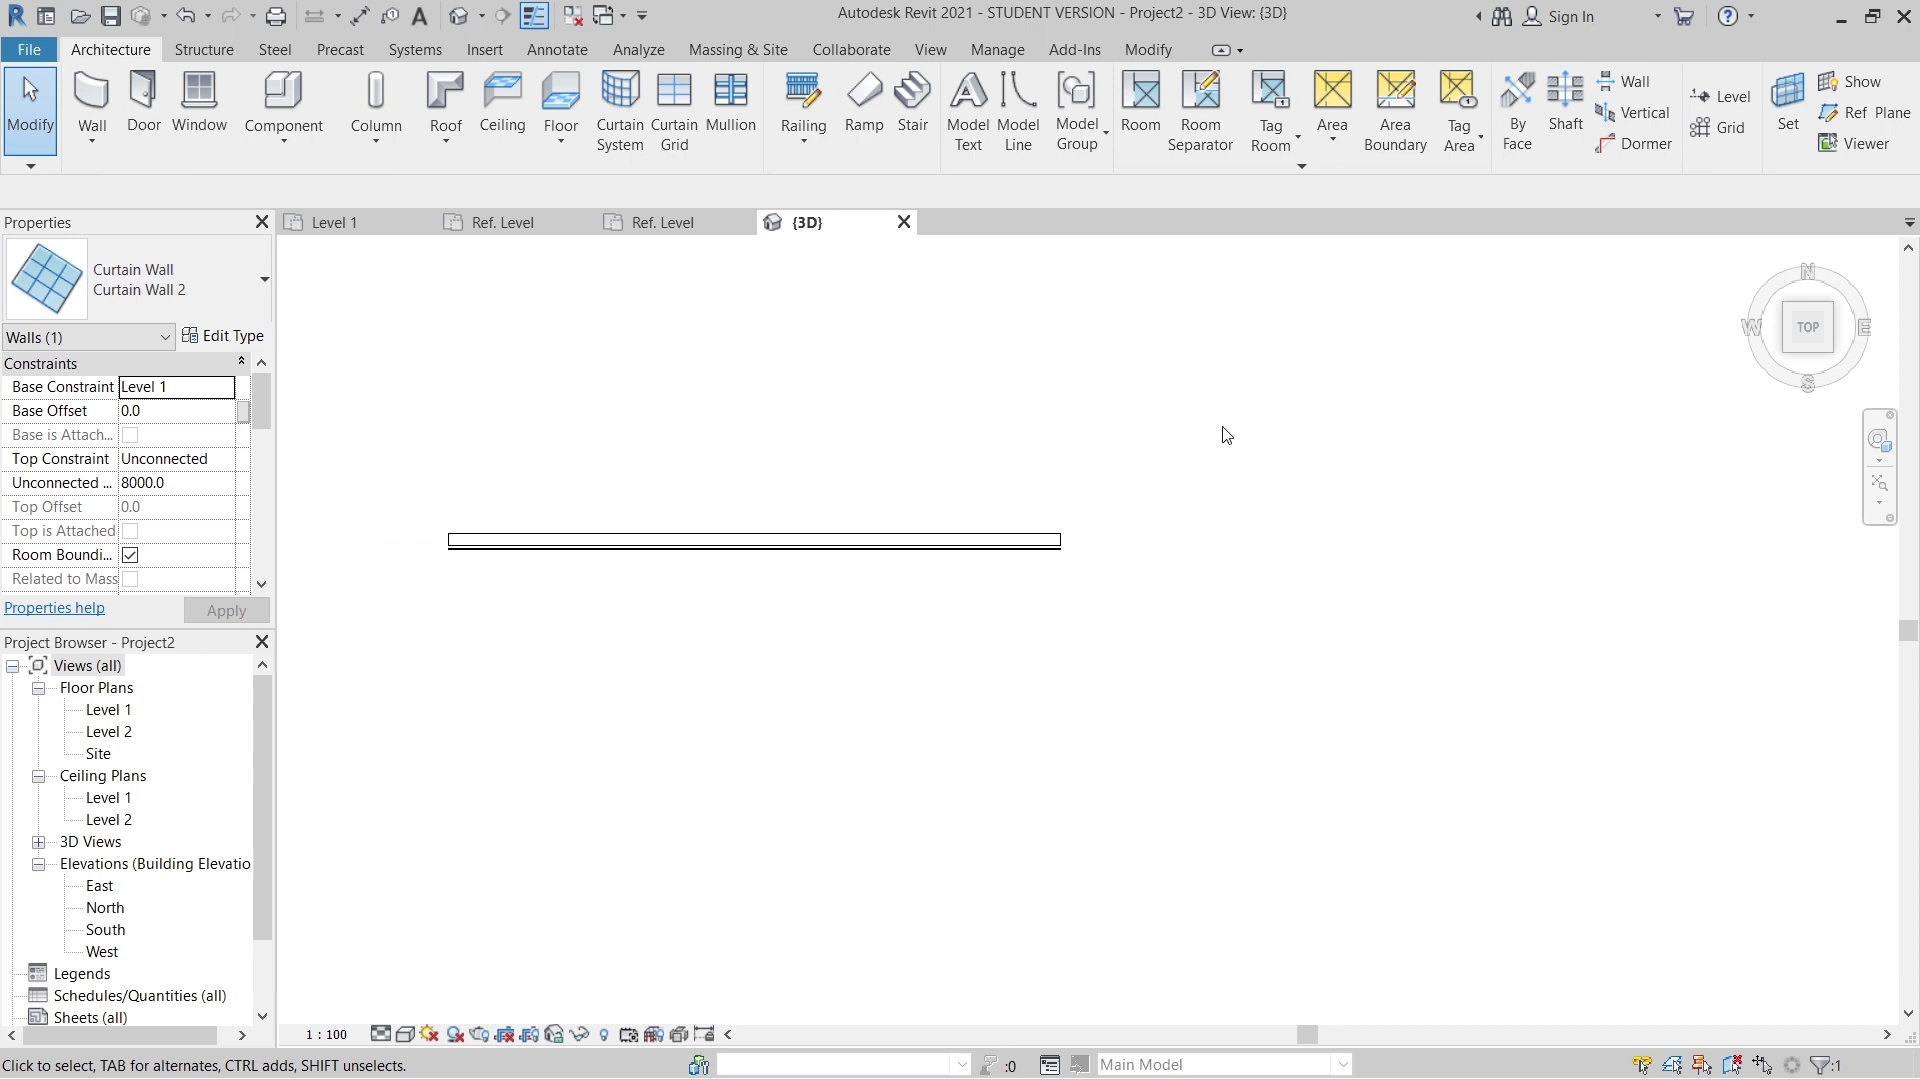 Autodesk Revit 2021 - STUDENT VERSION - Project2 - 3D View: {3D}
Sign In
File Architecture Structure Steel Precast Systems Insert Annotate Analyze Massing & Site Collaborate View Manage Add-Ins Modify
Modify
Wall
Door
Window
Component
Column
Roof
Ceiling
Floor
Curtain System
Curtain Grid
Mullion
Railing
Ramp
Stair
Model Text
Model Line
Model Group
Room
Room Separator
Tag Room
Area
Area Boundary
Tag Area
By Face
Shaft
Wall
Vertical
Dormer
Level
Grid
Set
Show
Ref Plane
Viewer
Properties
Level 1
Ref. Level
Ref. Level
{3D}
Curtain Wall
Curtain Wall 2
Walls (1)
Edit Type
Constraints
Base Constraint Level 1
Base Offset 0.0
Base is Attach...
Top Constraint Unconnected
Unconnected ... 8000.0
Top Offset 0.0
Top is Attached
Room Boundi...
Related to Mass
Properties help
Apply
Project Browser - Project2
Views (all)
Floor Plans
Level 1
Level 2
Site
Ceiling Plans
Level 1
Level 2
3D Views
Elevations (Building Elevatio
East
North
South
West
Legends
Schedules/Quantities (all)
Sheets (all)
N
W
TOP
E
S
1 : 100
Click to select, TAB for alternates, CTRL adds, SHIFT unselects.
:0
Main Model
:1